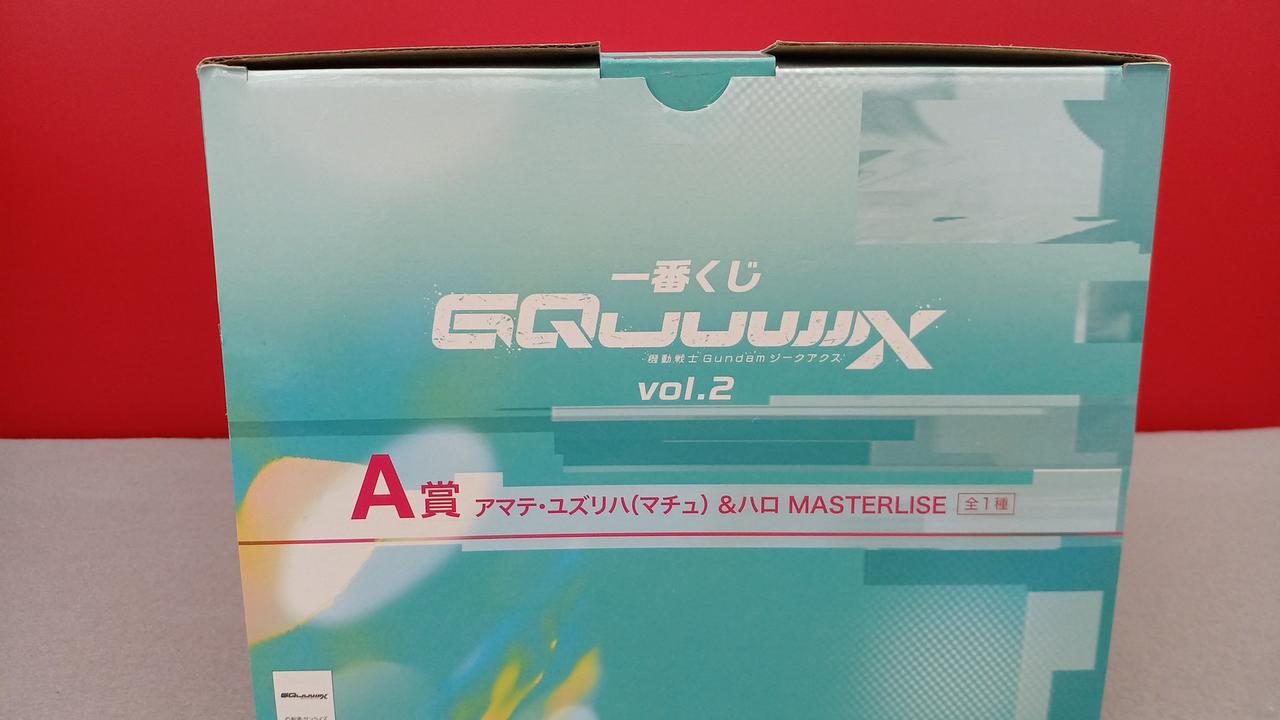 一番くじ
GQuuuuuuX
機動戦士Gundamジークアクス
vol.2
A賞 アマテ・ユズリハ(マチュ) &ハロ MASTERLISE 全1種
GQuuuuuuX